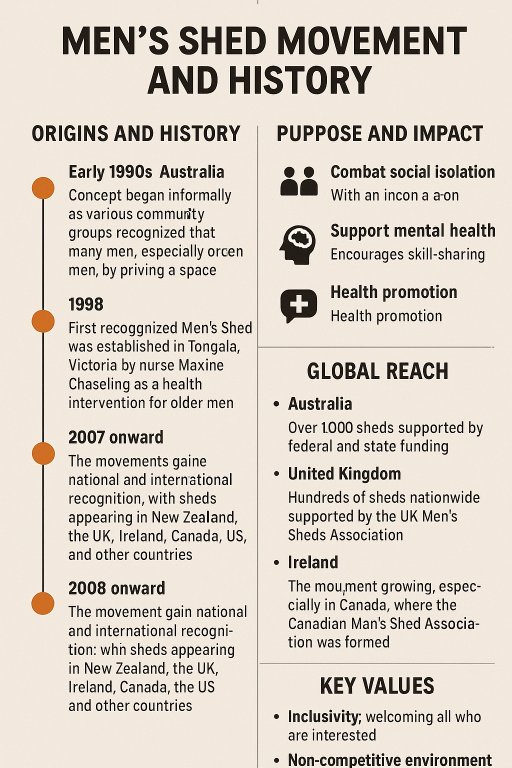 MEN'S SHED MOVEMENT
AND HISTORY
ORIGINS AND HISTORY
Early 1990s Australia
Concept began informally
as various community
groups recognized that
many men, especially orcen
men, by priving a space
1998
First recoggnized Men's Shed
was established in Tongala,
Victoria by nurse Maxine
Chaseling as a health
intervention for older men
2007 onward
The movements gaine
national and international
recognition, with sheds
appearing in New Zealand,
the UK, Ireland, Canada, US,
and other countries
2008 onward
The movement gain national
and international recogni-
tion: whn sheds appearing
in New Zealand, the UK,
Ireland, Canada, the US
and other countries
PUPPOSE AND IMPACT
Combat social isolation
With an incon a a-on
Support mental health
Encourages skill-sharing
Health promotion
Health promotion
GLOBAL REACH
• Australia
Over 1000 sheds supported by
federal and state funding
• United Kingdom
Hundreds of sheds nationwide
supported by the UK Men's
Sheds Association
• Ireland
The mou,ment growing, espec-
cially in Canada, where the
Canadian Man's Shed Associa-
tion was formed
KEY VALUES
• Inclusivity; welcoming all who
are interested
• Non-competitive environment